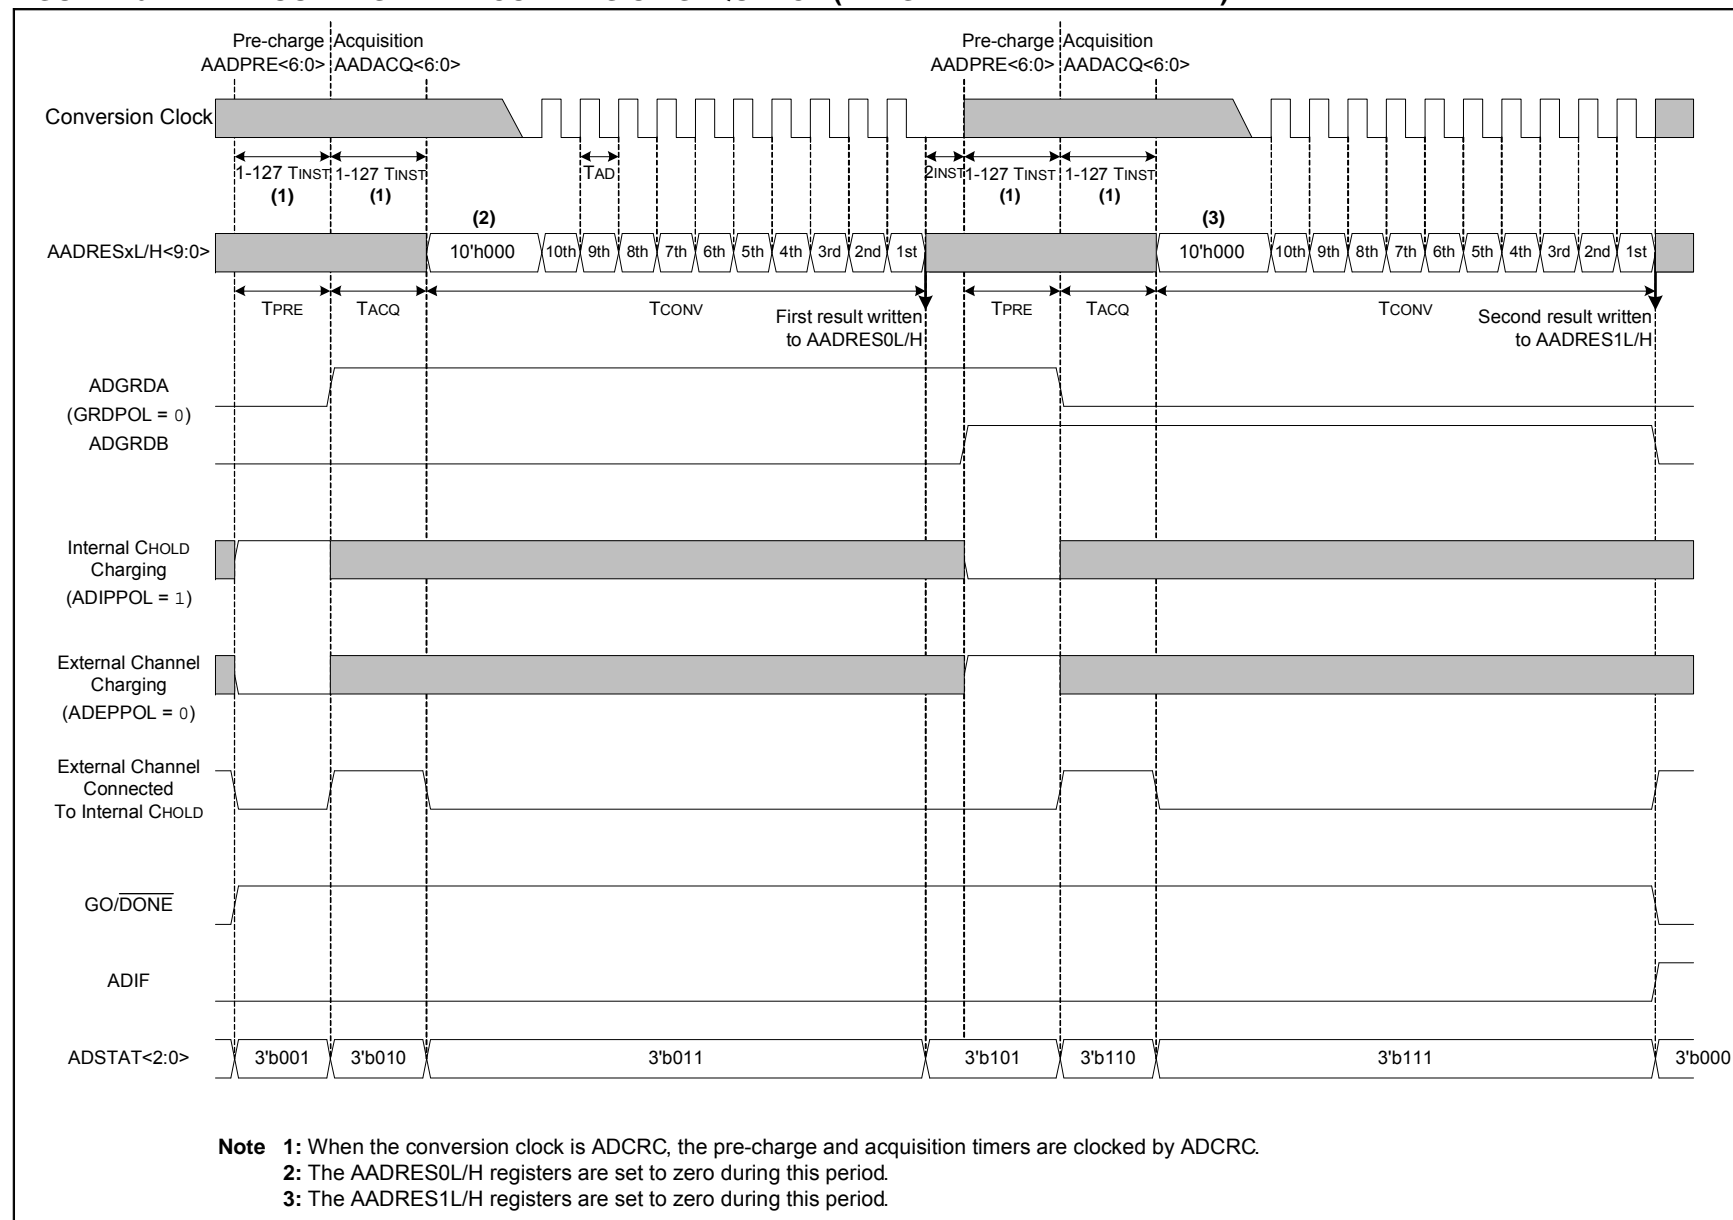 Pre-charge Acquisition Pre-charge Acquisition
AADPRE<6:0> AADACQ<6:0> AADPRE<6:0> AADACQ<6:0>
Conversion Clock
1-127 TINST 1-127 TINST TAD 2INST 1-127 TINST 1-127 TINST
(1) (1) (1) (1)
(2) (3)
AADRESxL/H<9:0> 10'h000 10th 9th 8th 7th 6th 5th 4th 3rd 2nd 1st 10'h000 10th 9th 8th 7th 6th 5th 4th 3rd 2nd 1st
TPRE TACQ TCONV TPRE TACQ TCONV
First result written Second result written
to AADRES0L/H to AADRES1L/H
ADGRDA
(GRDPOL = 0)
ADGRDB
Internal CHOLD
Charging
(ADIPPOL = 1)
External Channel
Charging
(ADEPPOL = 0)
External Channel
Connected
To Internal CHOLD
GO/DONE
ADIF
ADSTAT<2:0> 3'b001 3'b010 3'b011 3'b101 3'b110 3'b111 3'b000
Note 1: When the conversion clock is ADCRC, the pre-charge and acquisition timers are clocked by ADCRC.
2: The AADRES0L/H registers are set to zero during this period.
3: The AADRES1L/H registers are set to zero during this period.